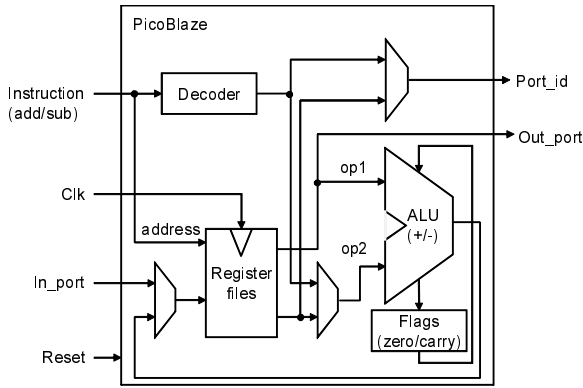 PicoBlaze
Instruction
(add/sub)
Decoder
Port_id
Out_port
op1
Clk
address
ALU
(+/-)
op2
Register
files
In_port
Flags
(zero/carry)
Reset